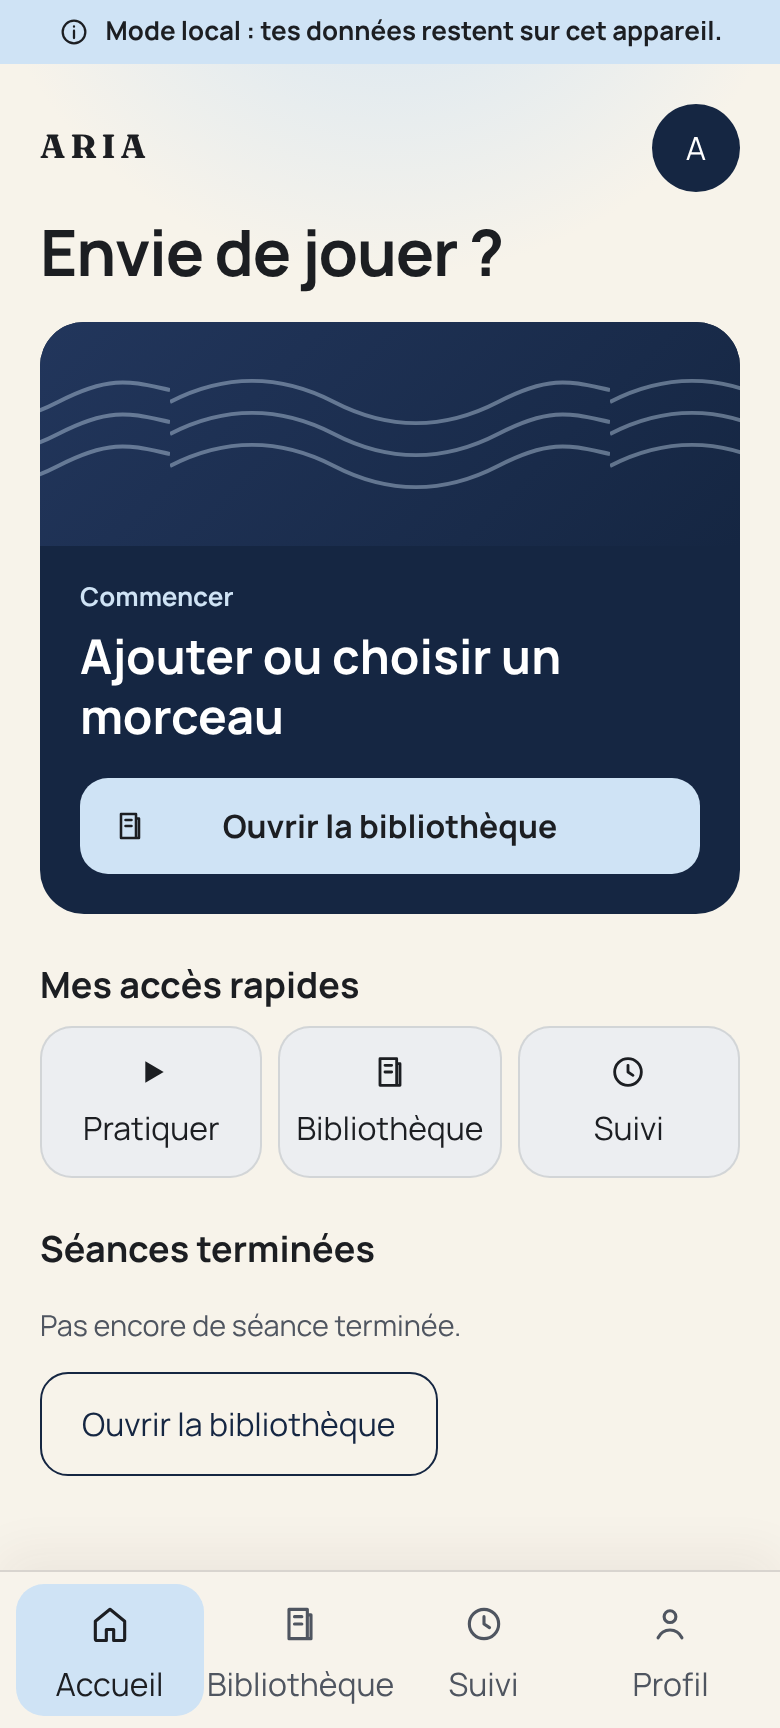 Mode local : tes données restent sur cet appareil.
ARIA
A
Envie de jouer ?
Commencer
Ajouter ou choisir un
morceau
Ouvrir la bibliothèque
Mes accès rapides
Pratiquer
Bibliothèque
Suivi
Séances terminées
Pas encore de séance terminée.
Ouvrir la bibliothèque
Accueil
Bibliothèque
Suivi
Profil